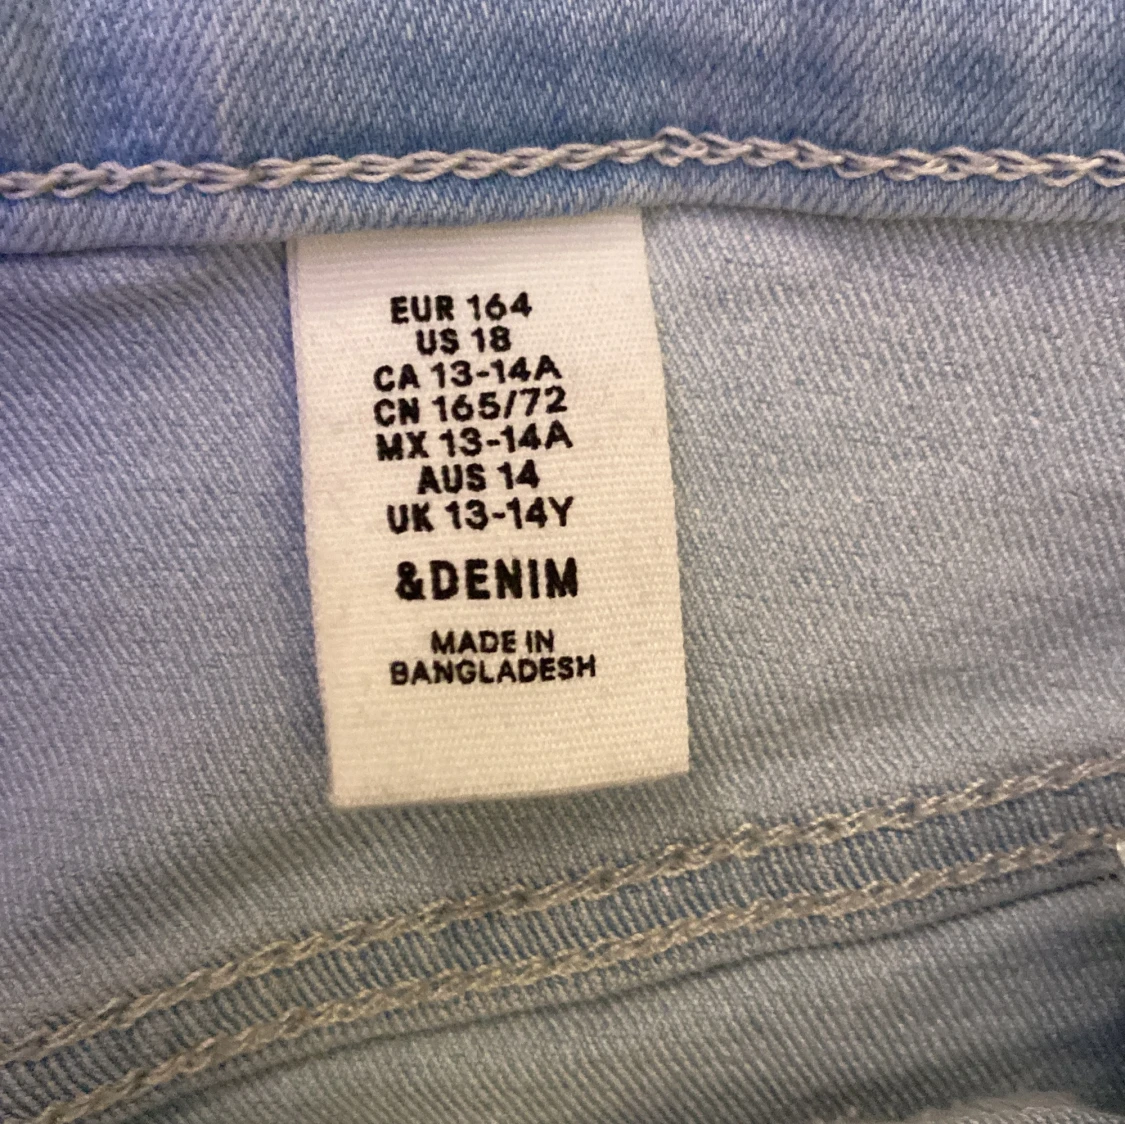 EUR 164
US 18
CA 13-14A
CN 165/72
MX 13-14A
AUS 14
UK 13-14Y
&DENIM
MADE IN
BANGLADESH